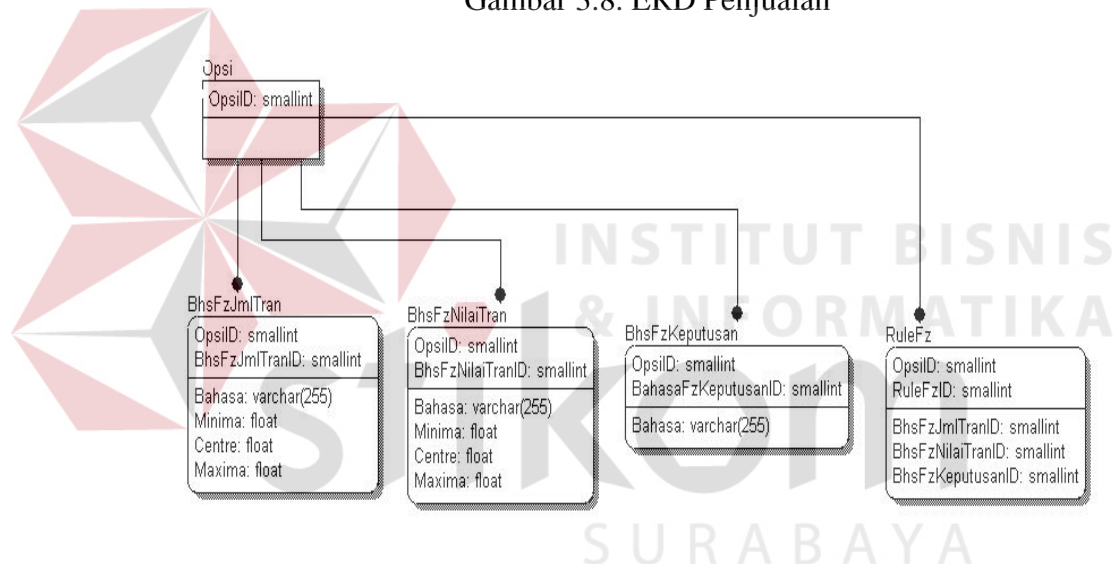 Gambar 3.8. ERD Penjualan
Opsi
OpsiID: smallint
BhsFzJmlTran
OpsiID: smallint
BhsFzJmlTranID: smallint
Bahasa: varchar(255)
Minima: float
Centre: float
Maxima: float
BhsFzNilaiTran
OpsiID: smallint
BhsFzNilaiTranID: smallint
Bahasa: varchar(255)
Minima: float
Centre: float
Maxima: float
BhsFzKeputusan
OpsiID: smallint
BahasaFzKeputusanID: smallint
Bahasa: varchar(255)
RuleFz
OpsiID: smallint
RuleFzID: smallint
BhsFzJmlTranID: smallint
BhsFzNilaiTranID: smallint
BhsFzKeputusanID: smallint
INSTITUT BISNIS
& INFORMATIKA
stikom
SURABAYA